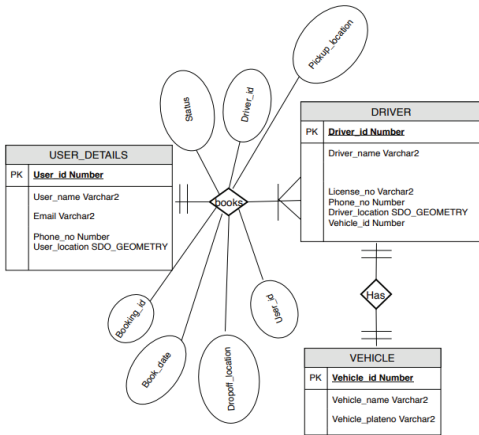 Pickup_location
Status
Driver_id
DRIVER
PK Driver_id Number
Driver_name Varchar2
License_no Varchar2
Phone_no Number
Driver_location SDO_GEOMETRY
Vehicle_id Number
USER_DETAILS
PK User_id Number
User_name Varchar2
Email Varchar2
Phone_no Number
User_location SDO_GEOMETRY
books
Booking_id
Book_date
Dropoff_location
User_id
Has
VEHICLE
PK Vehicle_id Number
Vehicle_name Varchar2
Vehicle_plateno Varchar2